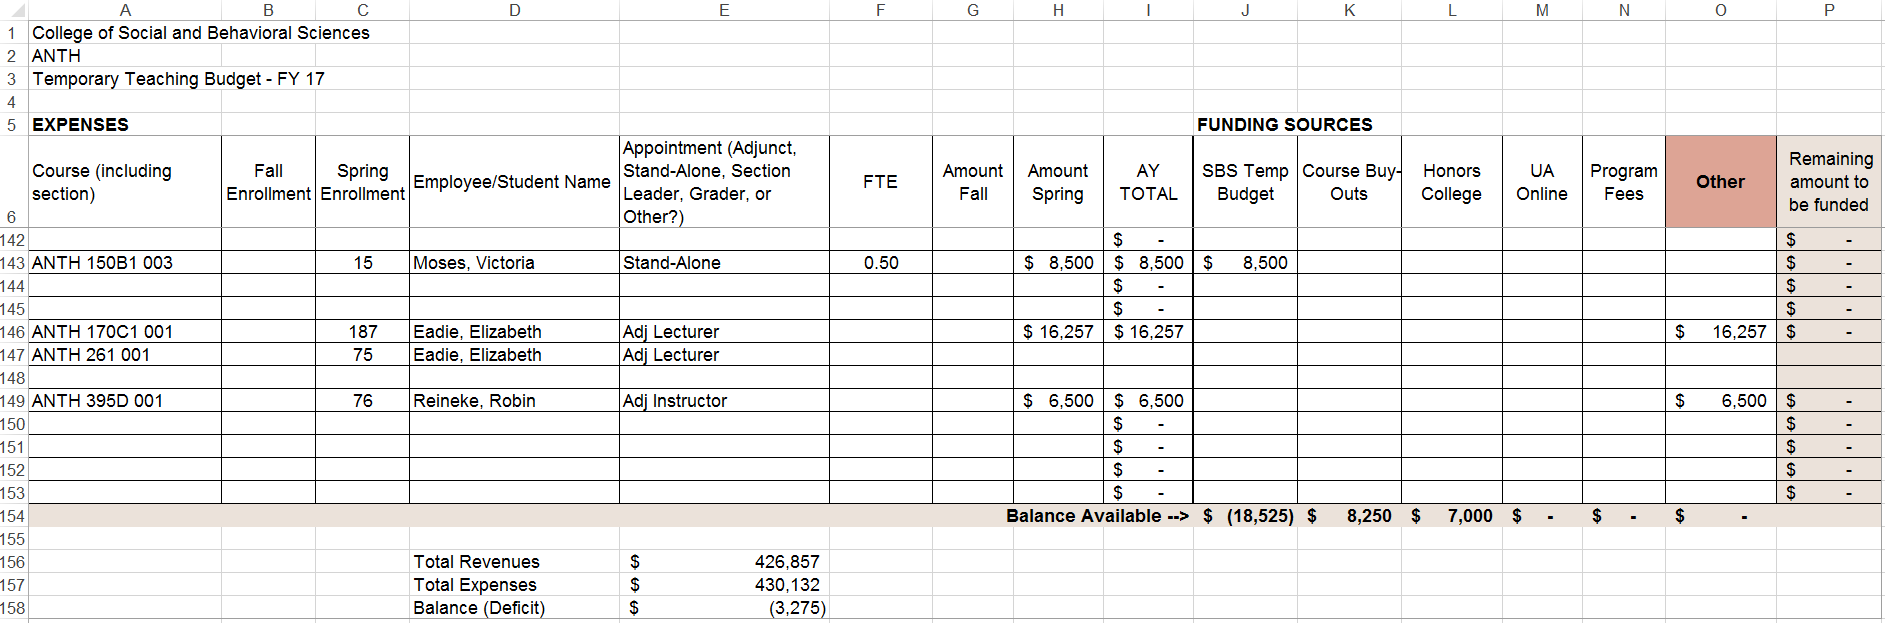 A B C D E F G H I J K L M N O P
1 College of Social and Behavioral Sciences
2 ANTH
3 Temporary Teaching Budget - FY 17
4
5 EXPENSES FUNDING SOURCES
6 Course (including section) Fall Enrollment Spring Enrollment Employee/Student Name Appointment (Adjunct, Stand-Alone, Section Leader, Grader, or Other?) FTE Amount Fall Amount Spring AY TOTAL SBS Temp Budget Course Buy-Outs Honors College UA Online Program Fees Other Remaining amount to be funded
142 $ - $ -
143 ANTH 150B1 003 15 Moses, Victoria Stand-Alone 0.50 $ 8,500 $ 8,500 $ 8,500 $ -
144 $ - $ -
145 $ - $ -
146 ANTH 170C1 001 187 Eadie, Elizabeth Adj Lecturer $ 16,257 $ 16,257 $ 16,257 $ -
147 ANTH 261 001 75 Eadie, Elizabeth Adj Lecturer
148
149 ANTH 395D 001 76 Reineke, Robin Adj Instructor $ 6,500 $ 6,500 $ 6,500 $ -
150 $ - $ -
151 $ - $ -
152 $ - $ -
153 $ - $ -
154 Balance Available --> $ (18,525) $ 8,250 $ 7,000 $ - $ - $ -
155
156 Total Revenues $ 426,857
157 Total Expenses $ 430,132
158 Balance (Deficit) $ (3,275)